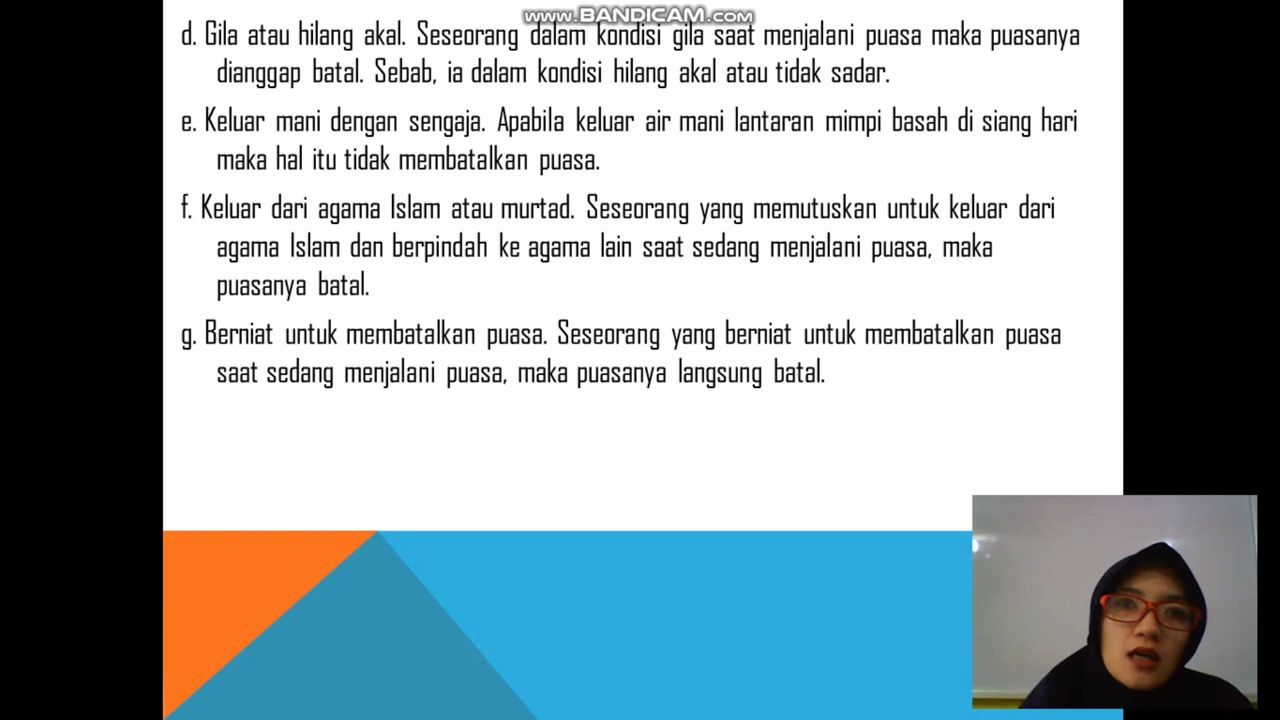 www.BANDICAM.com
d. Gila atau hilang akal. Seseorang dalam kondisi gila saat menjalani puasa maka puasanya
dianggap batal. Sebab, ia dalam kondisi hilang akal atau tidak sadar.
e. Keluar mani dengan sengaja. Apabila keluar air mani lantaran mimpi basah di siang hari
maka hal itu tidak membatalkan puasa.
f. Keluar dari agama Islam atau murtad. Seseorang yang memutuskan untuk keluar dari
agama Islam dan berpindah ke agama lain saat sedang menjalani puasa, maka
puasanya batal.
g. Berniat untuk membatalkan puasa. Seseorang yang berniat untuk membatalkan puasa
saat sedang menjalani puasa, maka puasanya langsung batal.